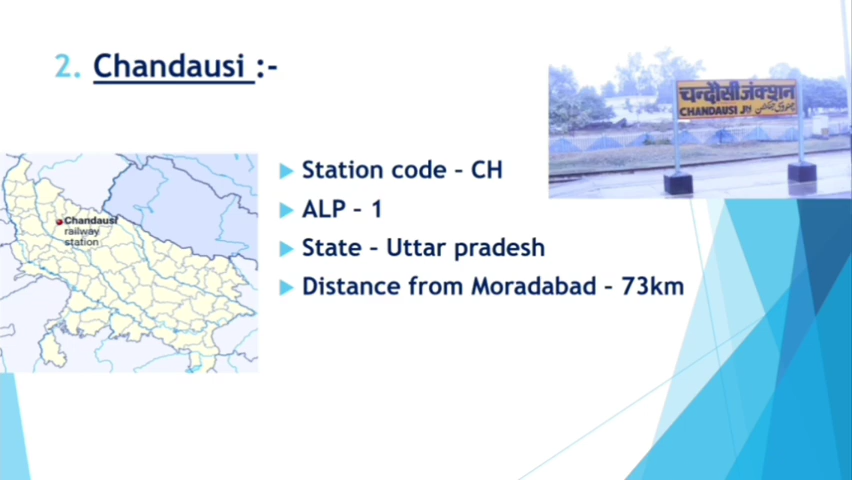 2. Chandausi :-
चन्दौसी जंक्शन
CHANDAUSI JN
Chandausi
railway
station
Station code – CH
ALP – 1
State – Uttar pradesh
Distance from Moradabad – 73km